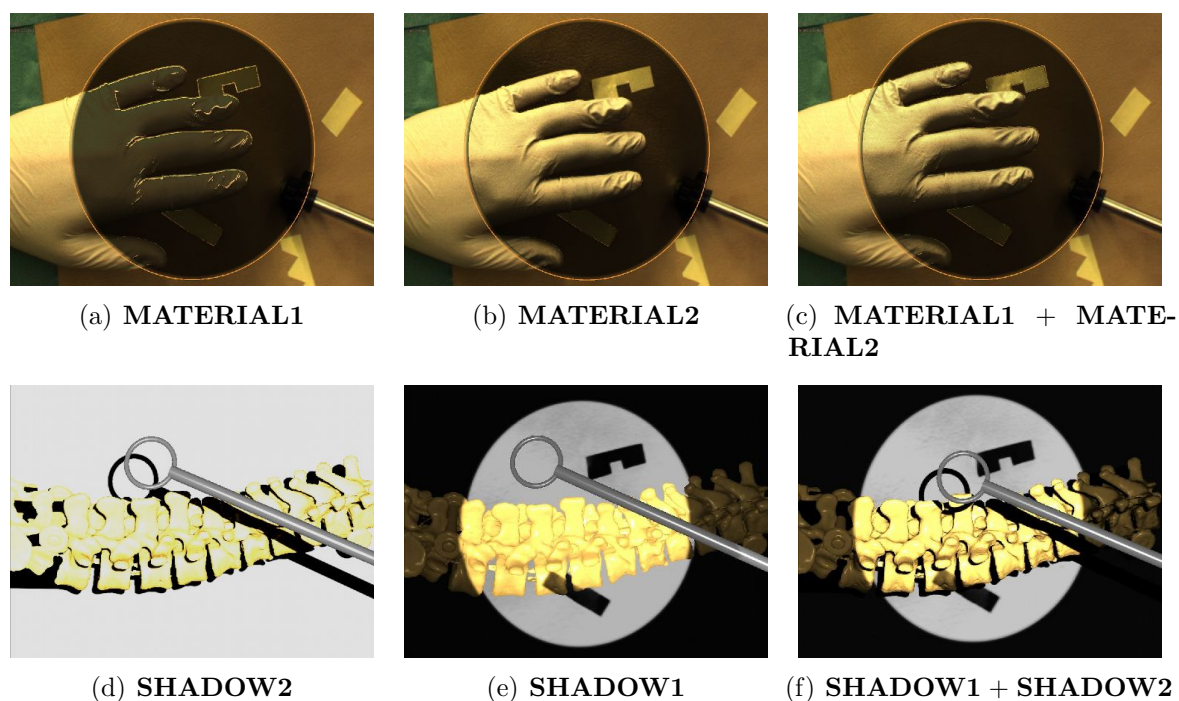 (a) MATERIAL1
(b) MATERIAL2
(c) MATERIAL1 + MATE-
RIAL2
(d) SHADOW2
(e) SHADOW1
(f) SHADOW1 + SHADOW2